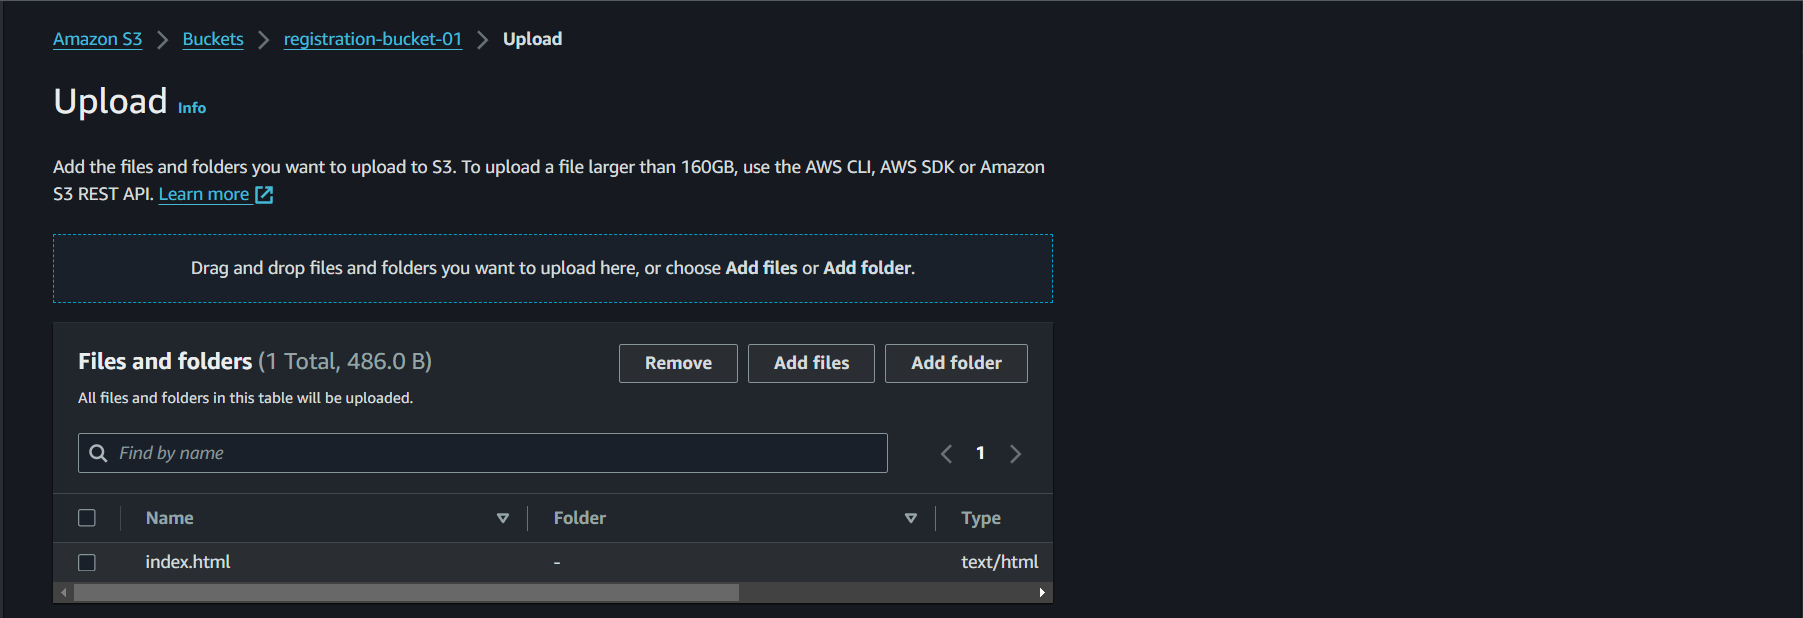 Amazon S3 > Buckets > registration-bucket-01 > Upload
Upload Info
Add the files and folders you want to upload to S3. To upload a file larger than 160GB, use the AWS CLI, AWS SDK or Amazon
S3 REST API. Learn more
Drag and drop files and folders you want to upload here, or choose Add files or Add folder.
Files and folders (1 Total, 486.0 B)
Remove Add files Add folder
All files and folders in this table will be uploaded.
Find by name 1
Name Folder Type
index.html - text/html